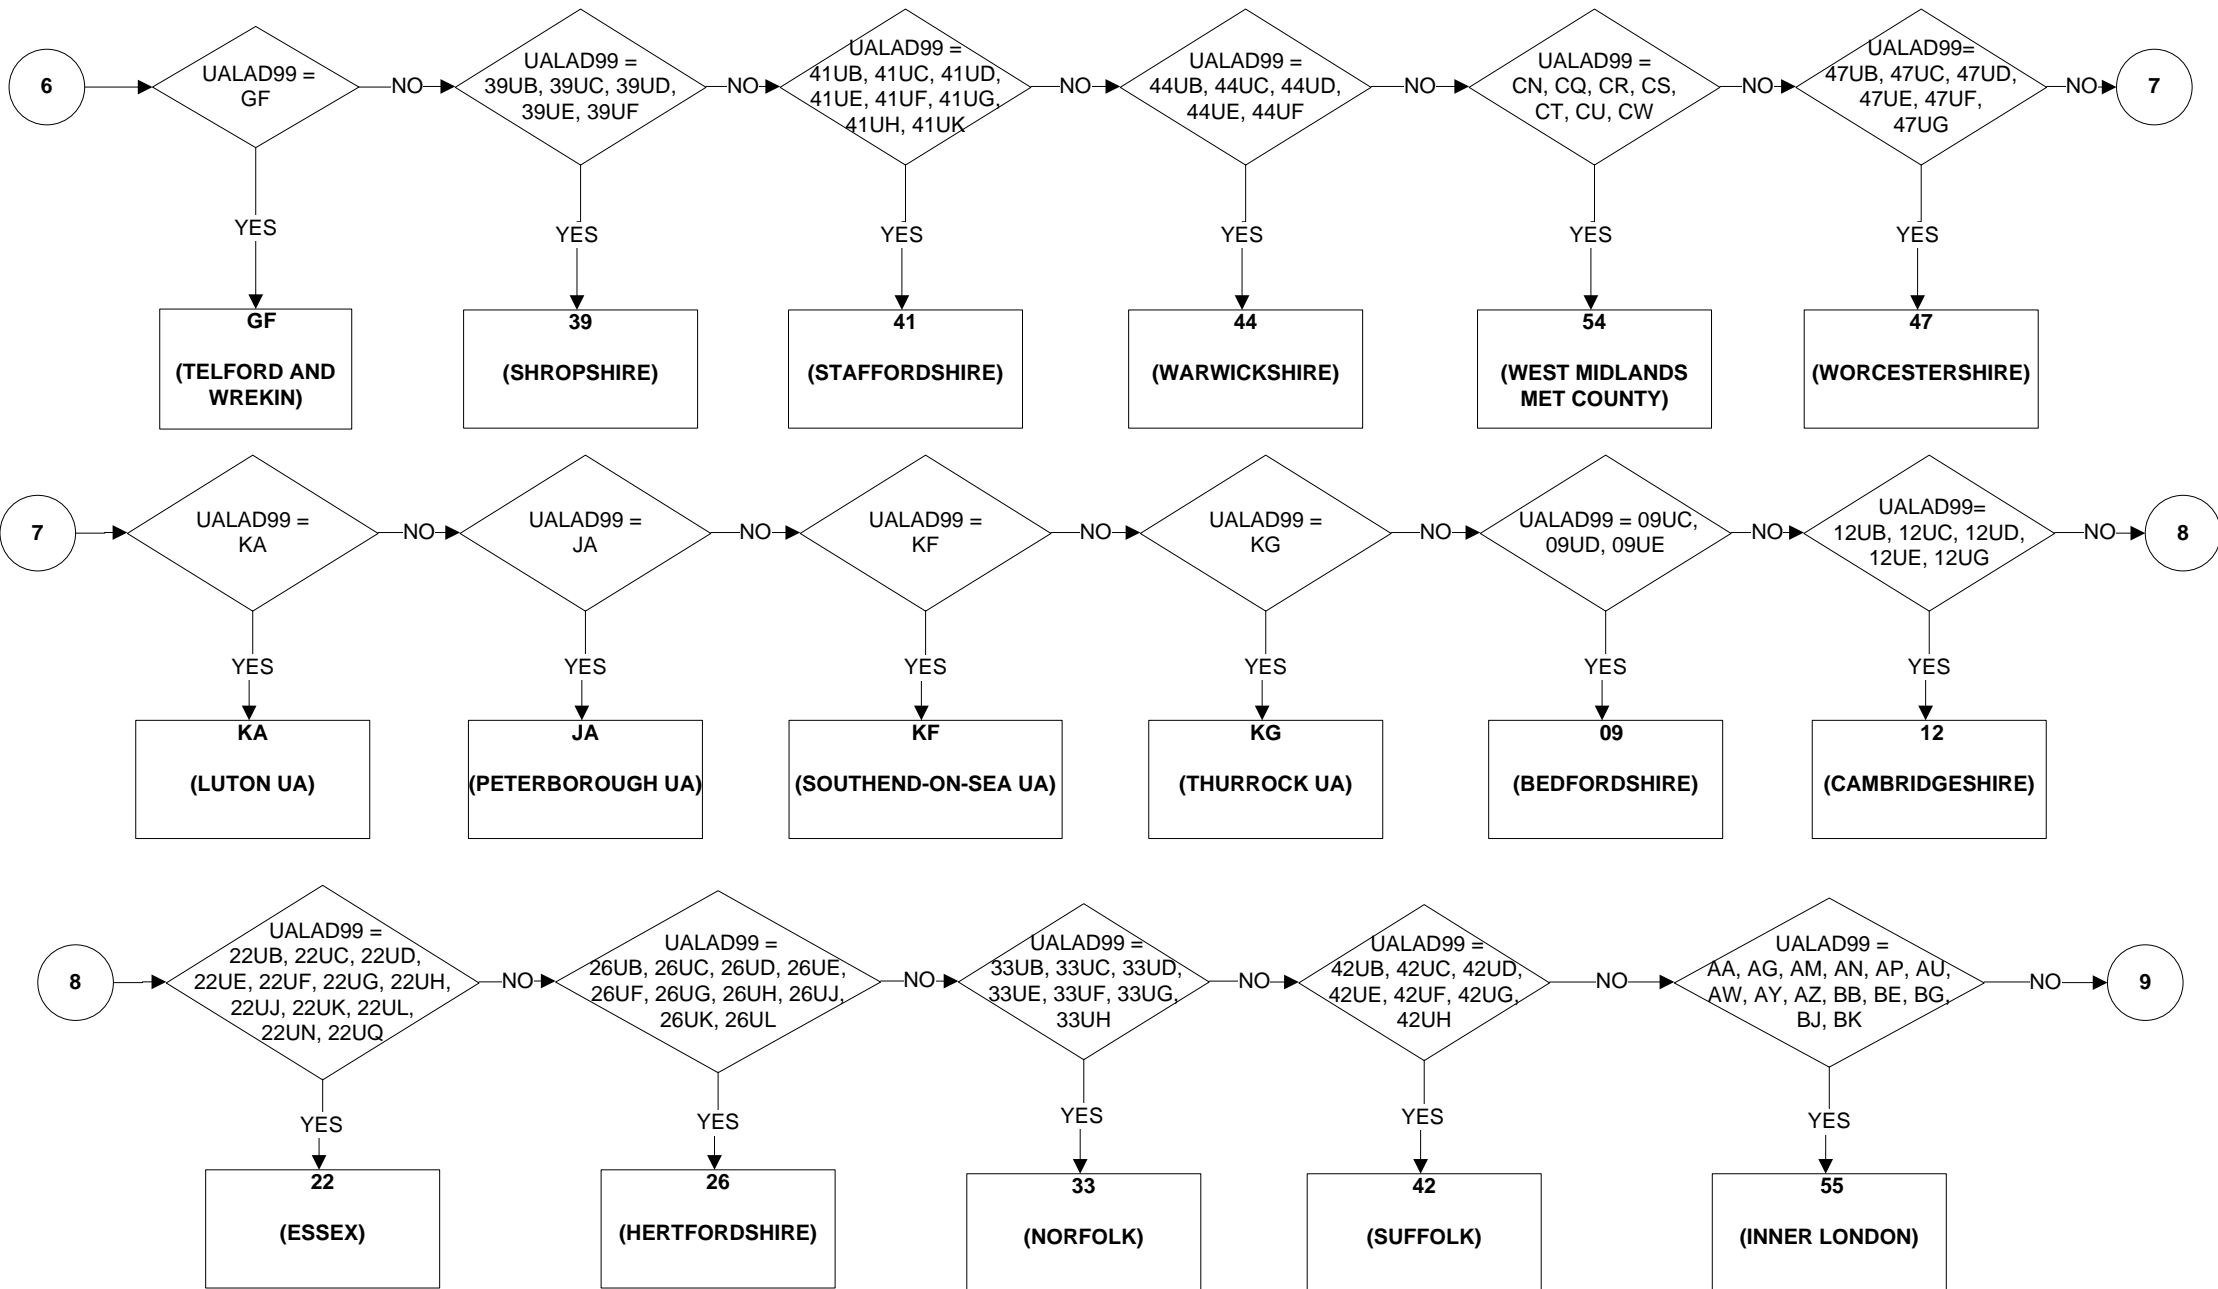 6
UALAD99 =
GF
NO
UALAD99 =
39UB, 39UC, 39UD,
39UE, 39UF
NO
UALAD99 =
41UB, 41UC, 41UD,
41UE, 41UF, 41UG,
41UH, 41UK
NO
UALAD99 =
44UB, 44UC, 44UD,
44UE, 44UF
NO
UALAD99 =
CN, CQ, CR, CS,
CT, CU, CW
NO
UALAD99=
47UB, 47UC, 47UD,
47UE, 47UF,
47UG
NO
7
YES
YES
YES
YES
YES
YES
GF
(TELFORD AND
WREKIN)
39
(SHROPSHIRE)
41
(STAFFORDSHIRE)
44
(WARWICKSHIRE)
54
(WEST MIDLANDS
MET COUNTY)
47
(WORCESTERSHIRE)
7
UALAD99 =
KA
NO
UALAD99 =
JA
NO
UALAD99 =
KF
NO
UALAD99 =
KG
NO
UALAD99 = 09UC,
09UD, 09UE
NO
UALAD99=
12UB, 12UC, 12UD,
12UE, 12UG
NO
8
YES
YES
YES
YES
YES
YES
KA
(LUTON UA)
JA
(PETERBOROUGH UA)
KF
(SOUTHEND-ON-SEA UA)
KG
(THURROCK UA)
09
(BEDFORDSHIRE)
12
(CAMBRIDGESHIRE)
8
UALAD99 =
22UB, 22UC, 22UD,
22UE, 22UF, 22UG, 22UH,
22UJ, 22UK, 22UL,
22UN, 22UQ
NO
UALAD99 =
26UB, 26UC, 26UD, 26UE,
26UF, 26UG, 26UH, 26UJ,
26UK, 26UL
NO
UALAD99 =
33UB, 33UC, 33UD,
33UE, 33UF, 33UG,
33UH
NO
UALAD99 =
42UB, 42UC, 42UD,
42UE, 42UF, 42UG,
42UH
NO
UALAD99 =
AA, AG, AM, AN, AP, AU,
AW, AY, AZ, BB, BE, BG,
BJ, BK
NO
9
YES
YES
YES
YES
YES
22
(ESSEX)
26
(HERTFORDSHIRE)
33
(NORFOLK)
42
(SUFFOLK)
55
(INNER LONDON)